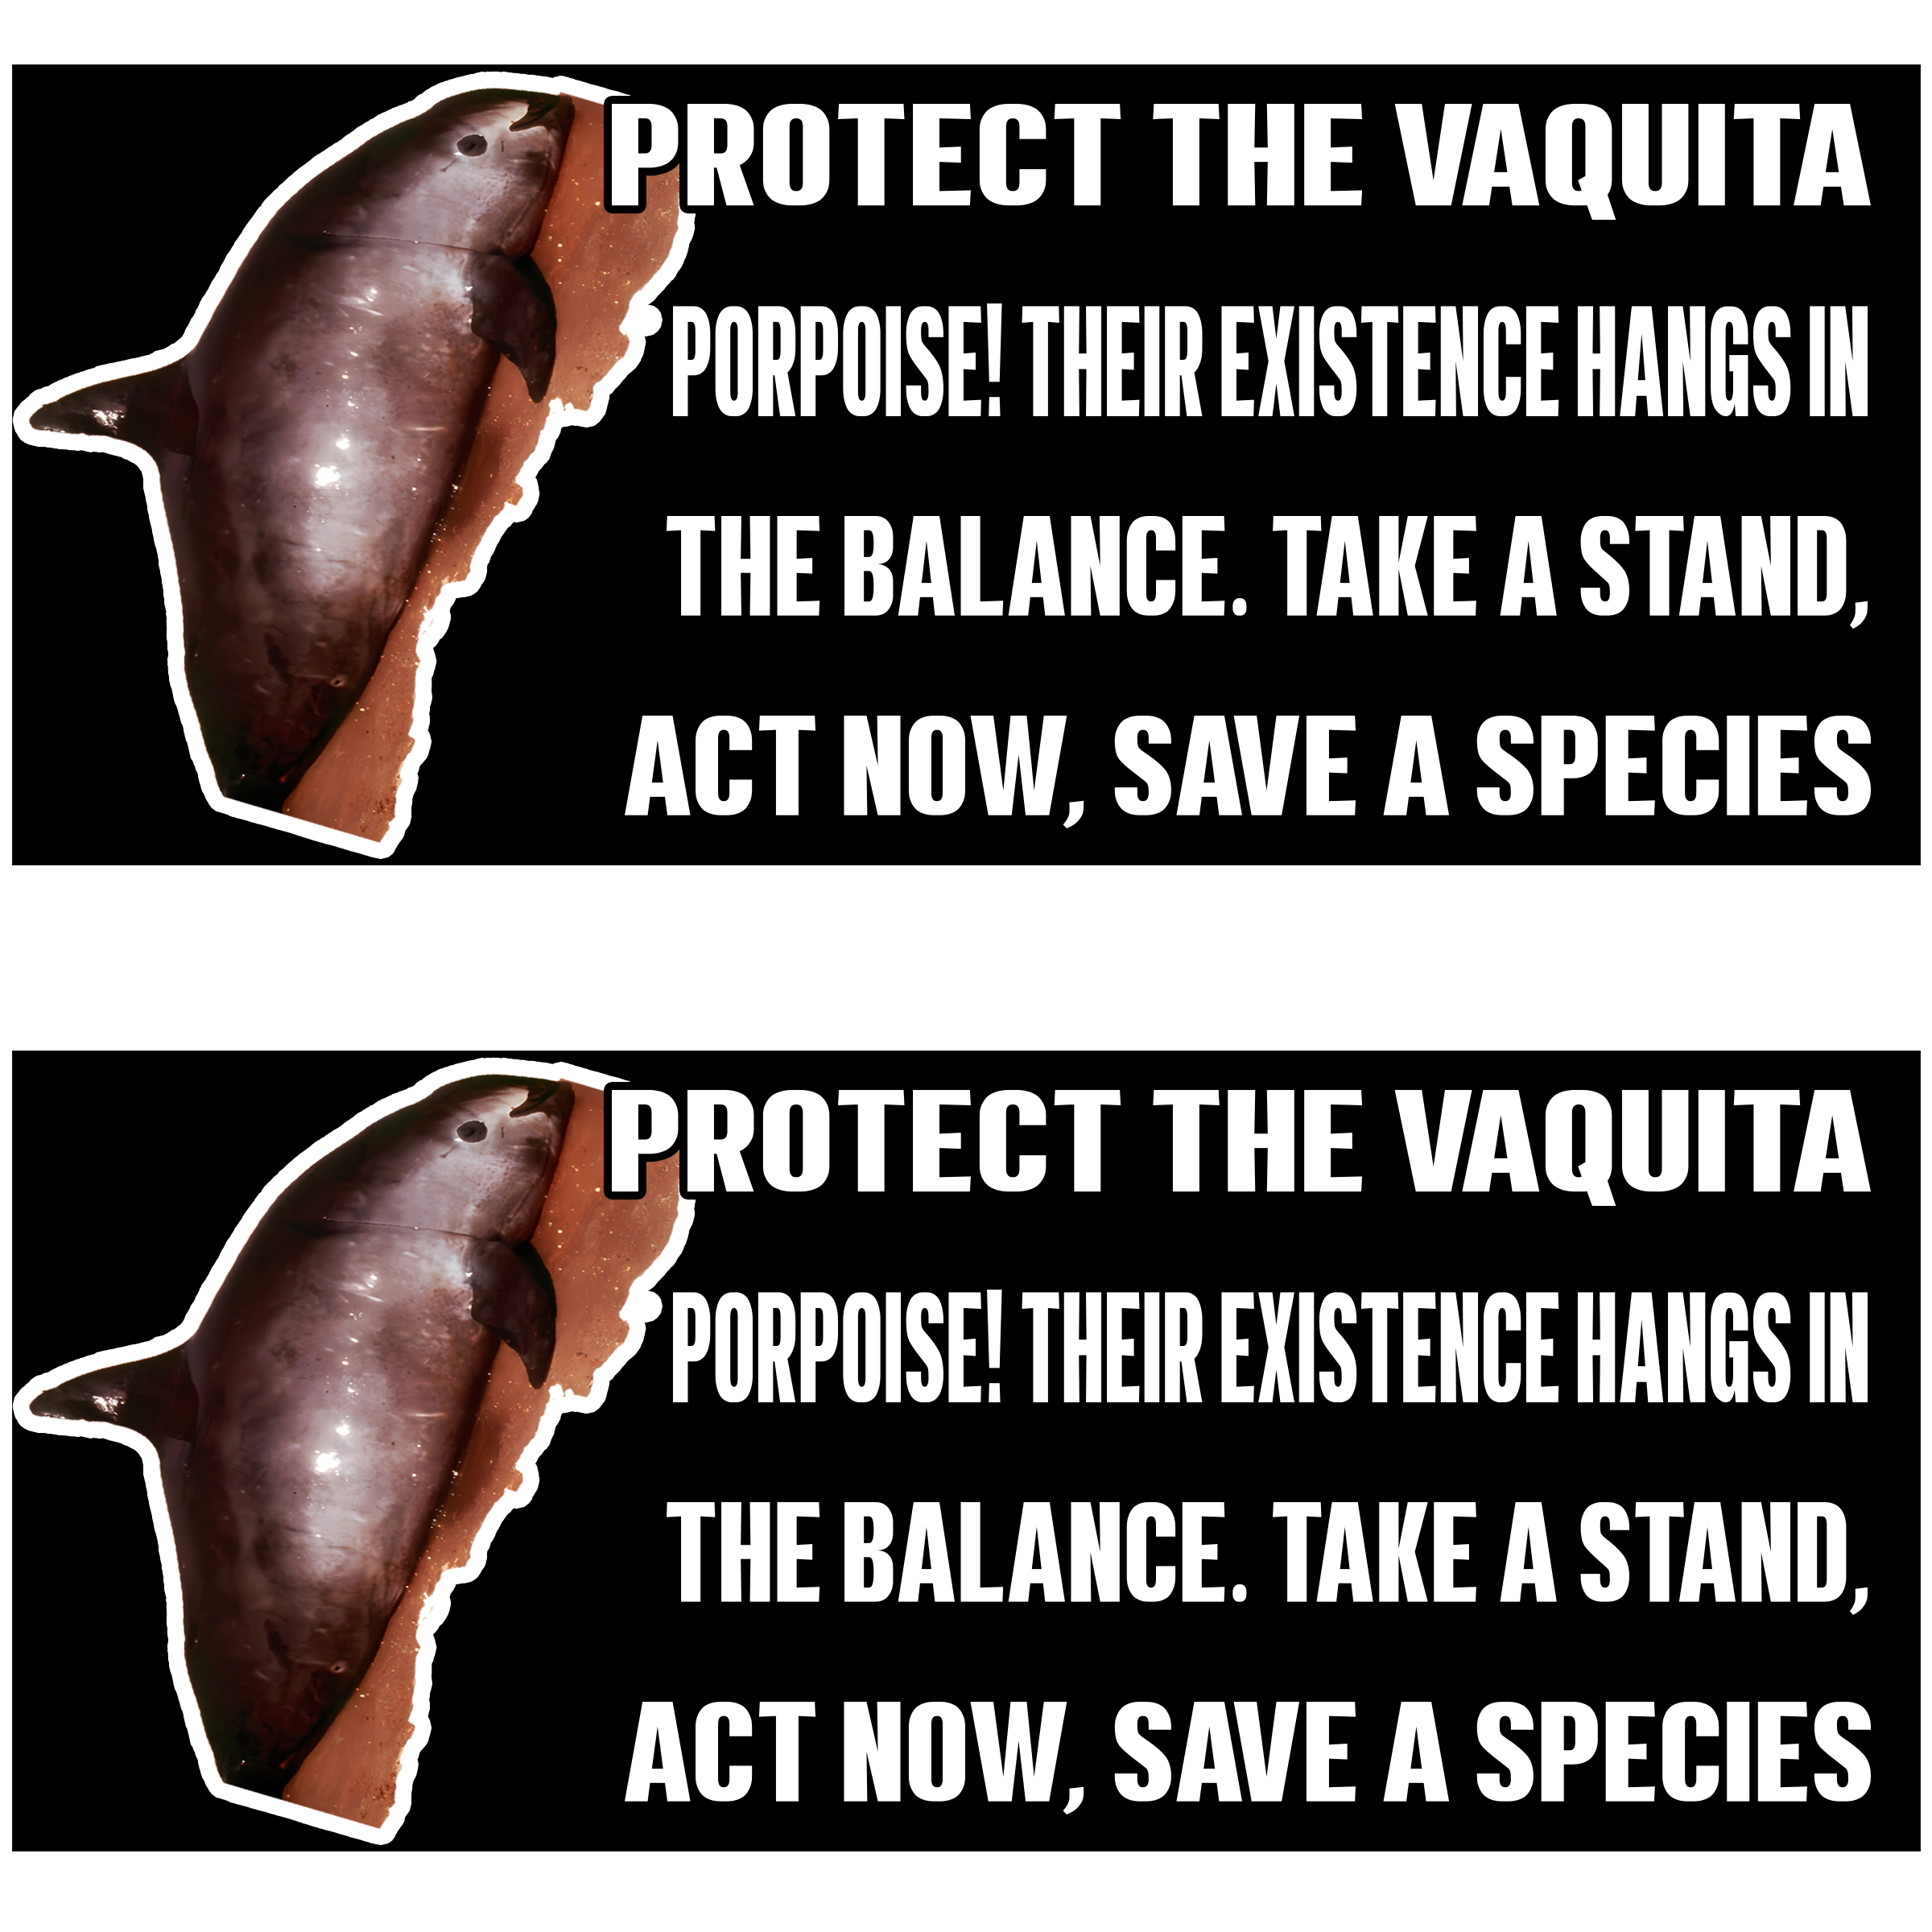 PROTECT THE VAQUITA
PORPOISE! THEIR EXISTENCE HANGS IN
THE BALANCE. TAKE A STAND,
ACT NOW, SAVE A SPECIES
PROTECT THE VAQUITA
PORPOISE! THEIR EXISTENCE HANGS IN
THE BALANCE. TAKE A STAND,
ACT NOW, SAVE A SPECIES